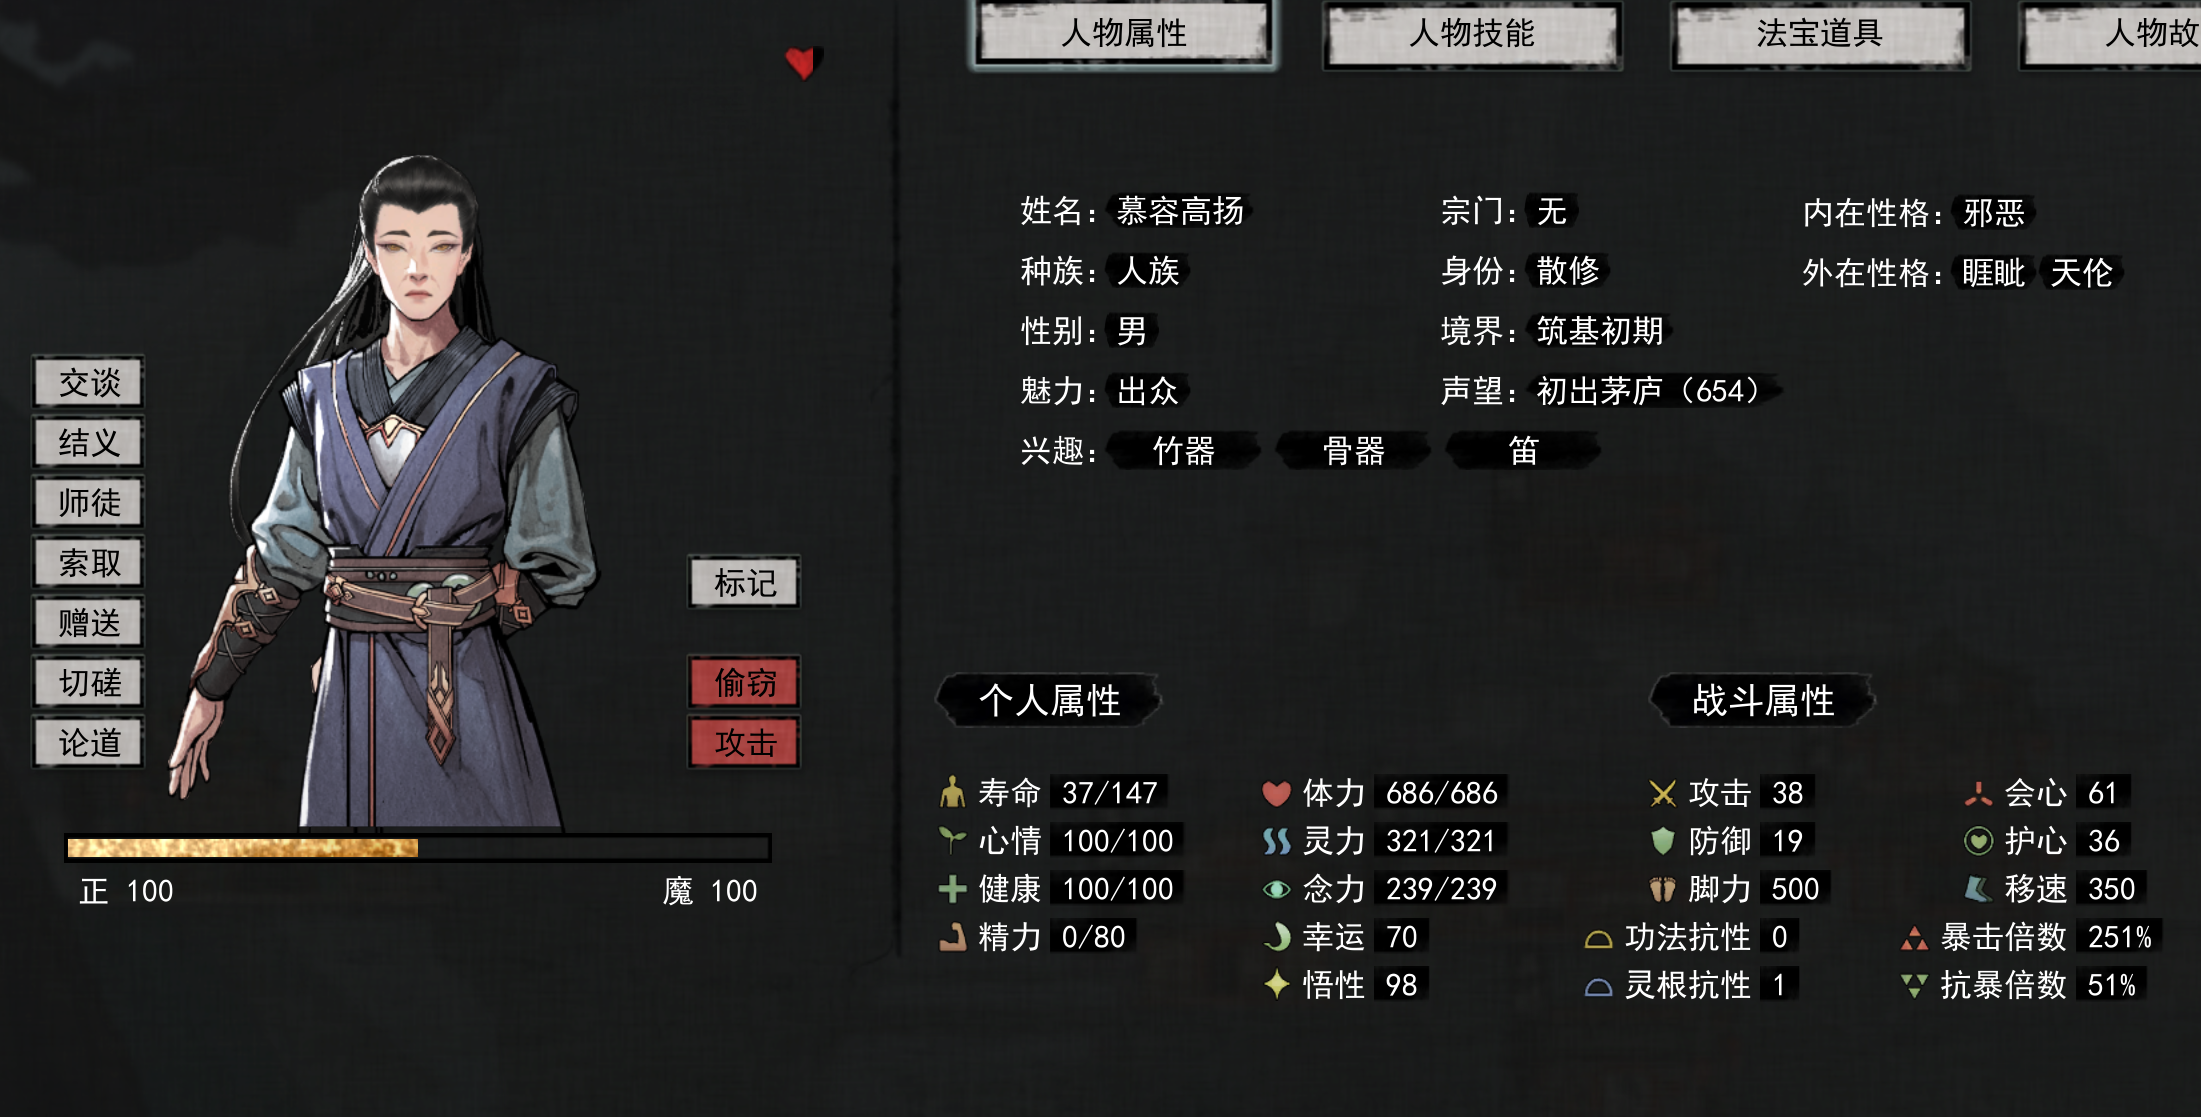 人物属性 人物技能 法宝道具 人物故
姓名： 慕容高扬 宗门： 无 内在性格： 邪恶
种族： 人族 身份： 散修 外在性格： 睚眦 天伦
性别： 男 境界： 筑基初期
魅力： 出众 声望： 初出茅庐（654）
兴趣： 竹器 骨器 笛
交谈
结义
师徒
索取
赠送
切磋
论道
标记
偷窃
攻击
正 100 魔 100
个人属性 战斗属性
寿命 37/147 体力 686/686 攻击 38 会心 61
心情 100/100 灵力 321/321 防御 19 护心 36
健康 100/100 念力 239/239 脚力 500 移速 350
精力 0/80 幸运 70 功法抗性 0 暴击倍数 251%
悟性 98 灵根抗性 1 抗暴倍数 51%